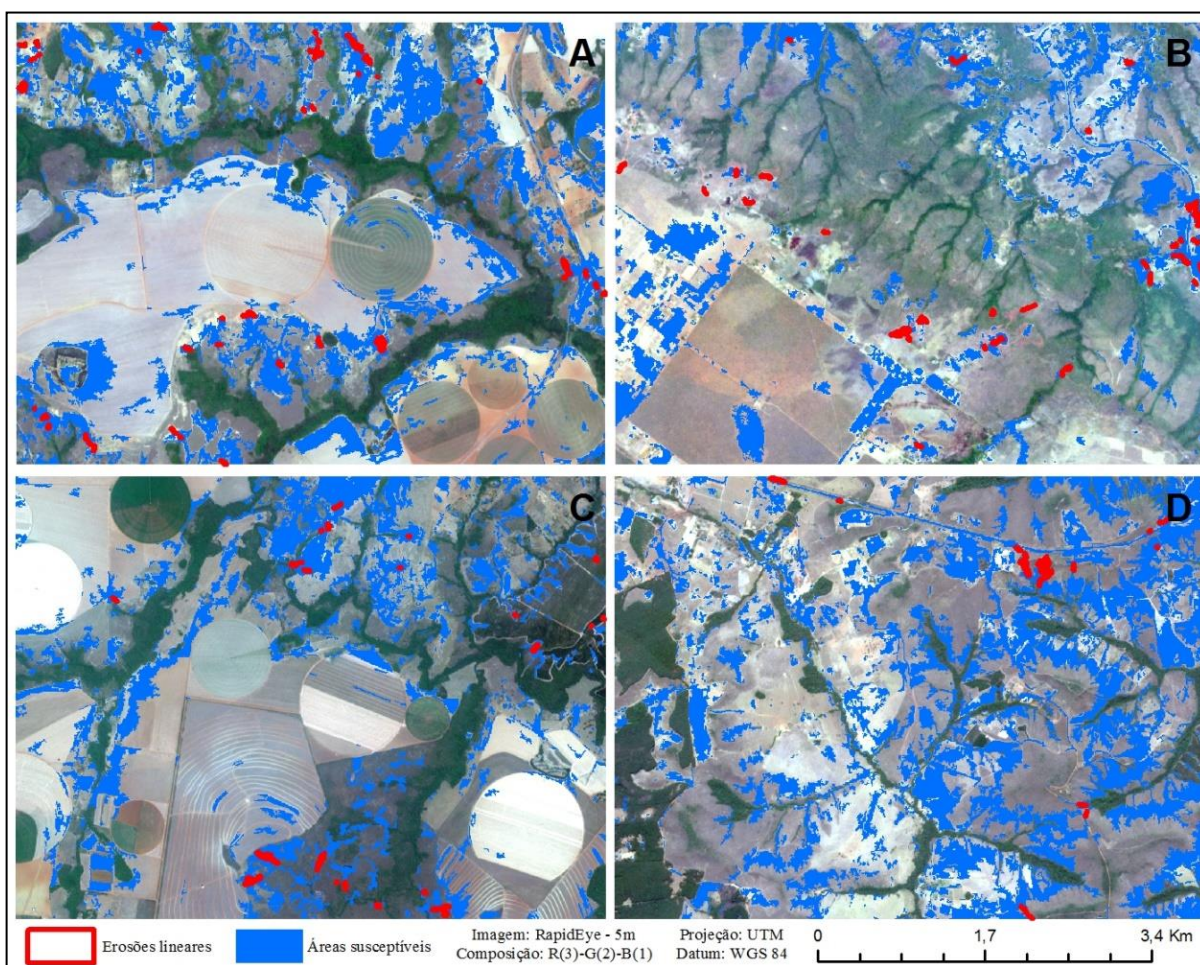 A
B
C
D
Erosões lineares
Áreas susceptíveis
Imagem: RapidEye - 5m
Composição: R(3)-G(2)-B(1)
Projeção: UTM
Datum: WGS 84
0 1,7 3,4 Km